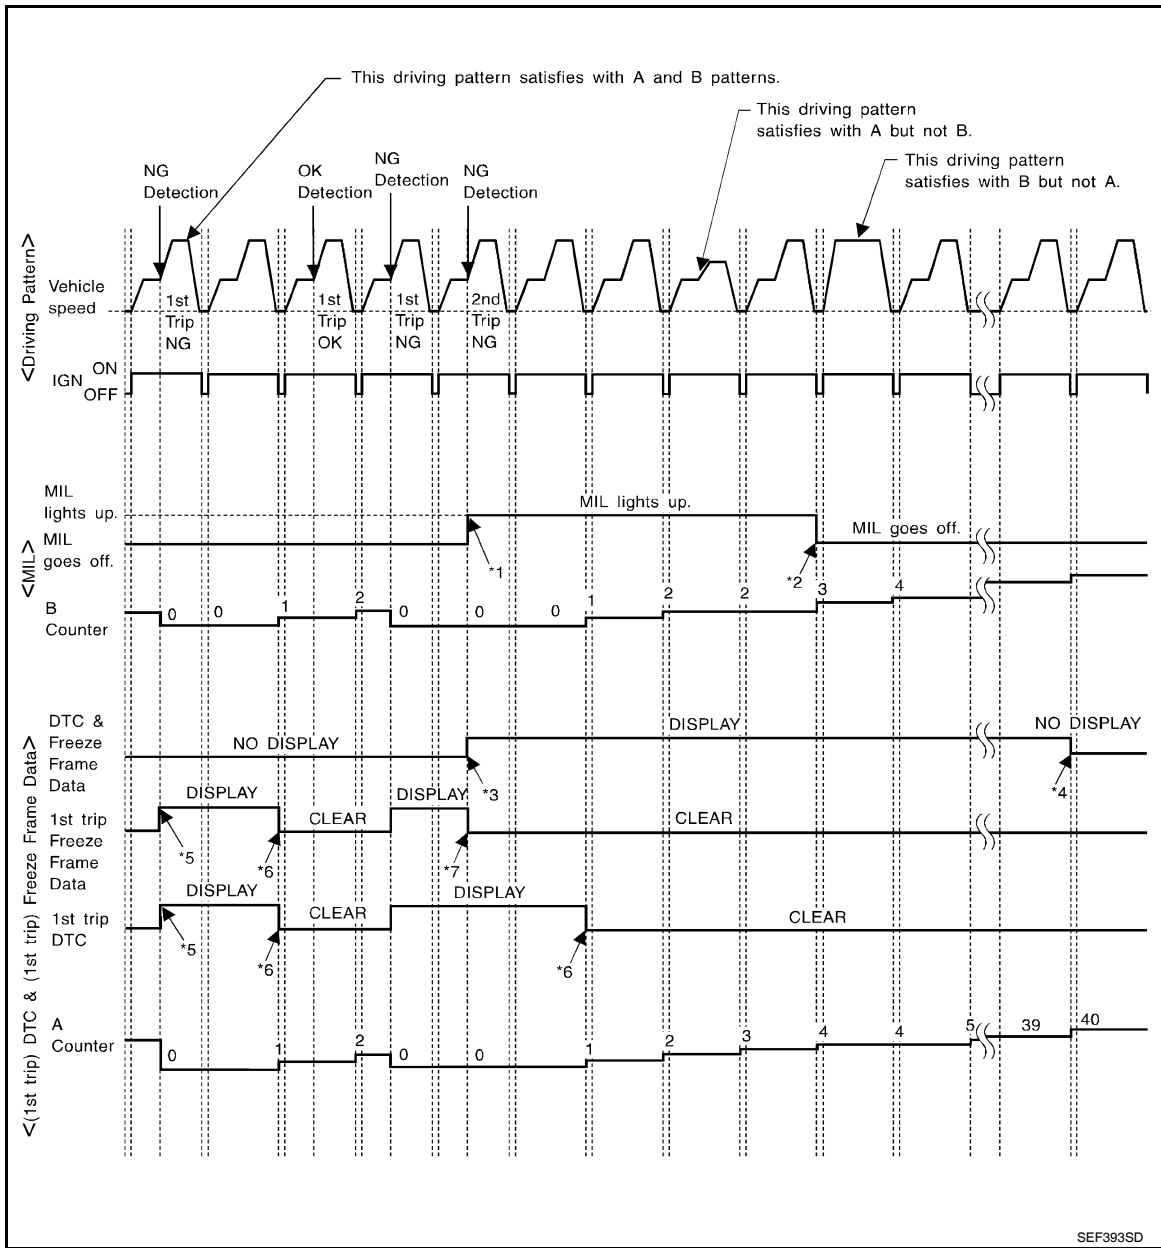 This driving pattern satisfies with A and B patterns.
This driving pattern
satisfies with A but not B.
This driving pattern
satisfies with B but not A.
NG
Detection
OK
Detection
NG
Detection
NG
Detection
<Driving Pattern>
Vehicle
speed
1st
Trip
NG
1st
Trip
OK
1st
Trip
NG
2nd
Trip
NG
IGN
ON
OFF
<MIL>
MIL
lights up.
MIL
goes off.
MIL lights up.
MIL goes off.
*1
*2
B
Counter
0 0 1 2 0 0 0 1 2 2 3 4
<(1st trip) DTC & (1st trip) Freeze Frame Data>
DTC &
Freeze
Frame
Data
NO DISPLAY
DISPLAY
NO DISPLAY
*3
*4
1st trip
Freeze
Frame
Data
DISPLAY
CLEAR
DISPLAY
CLEAR
*5
*6
*7
1st trip
DTC
DISPLAY
CLEAR
DISPLAY
CLEAR
*5
*6
*6
A
Counter
0 1 2 0 0 1 2 3 4 4 5 39 40
SEF393SD